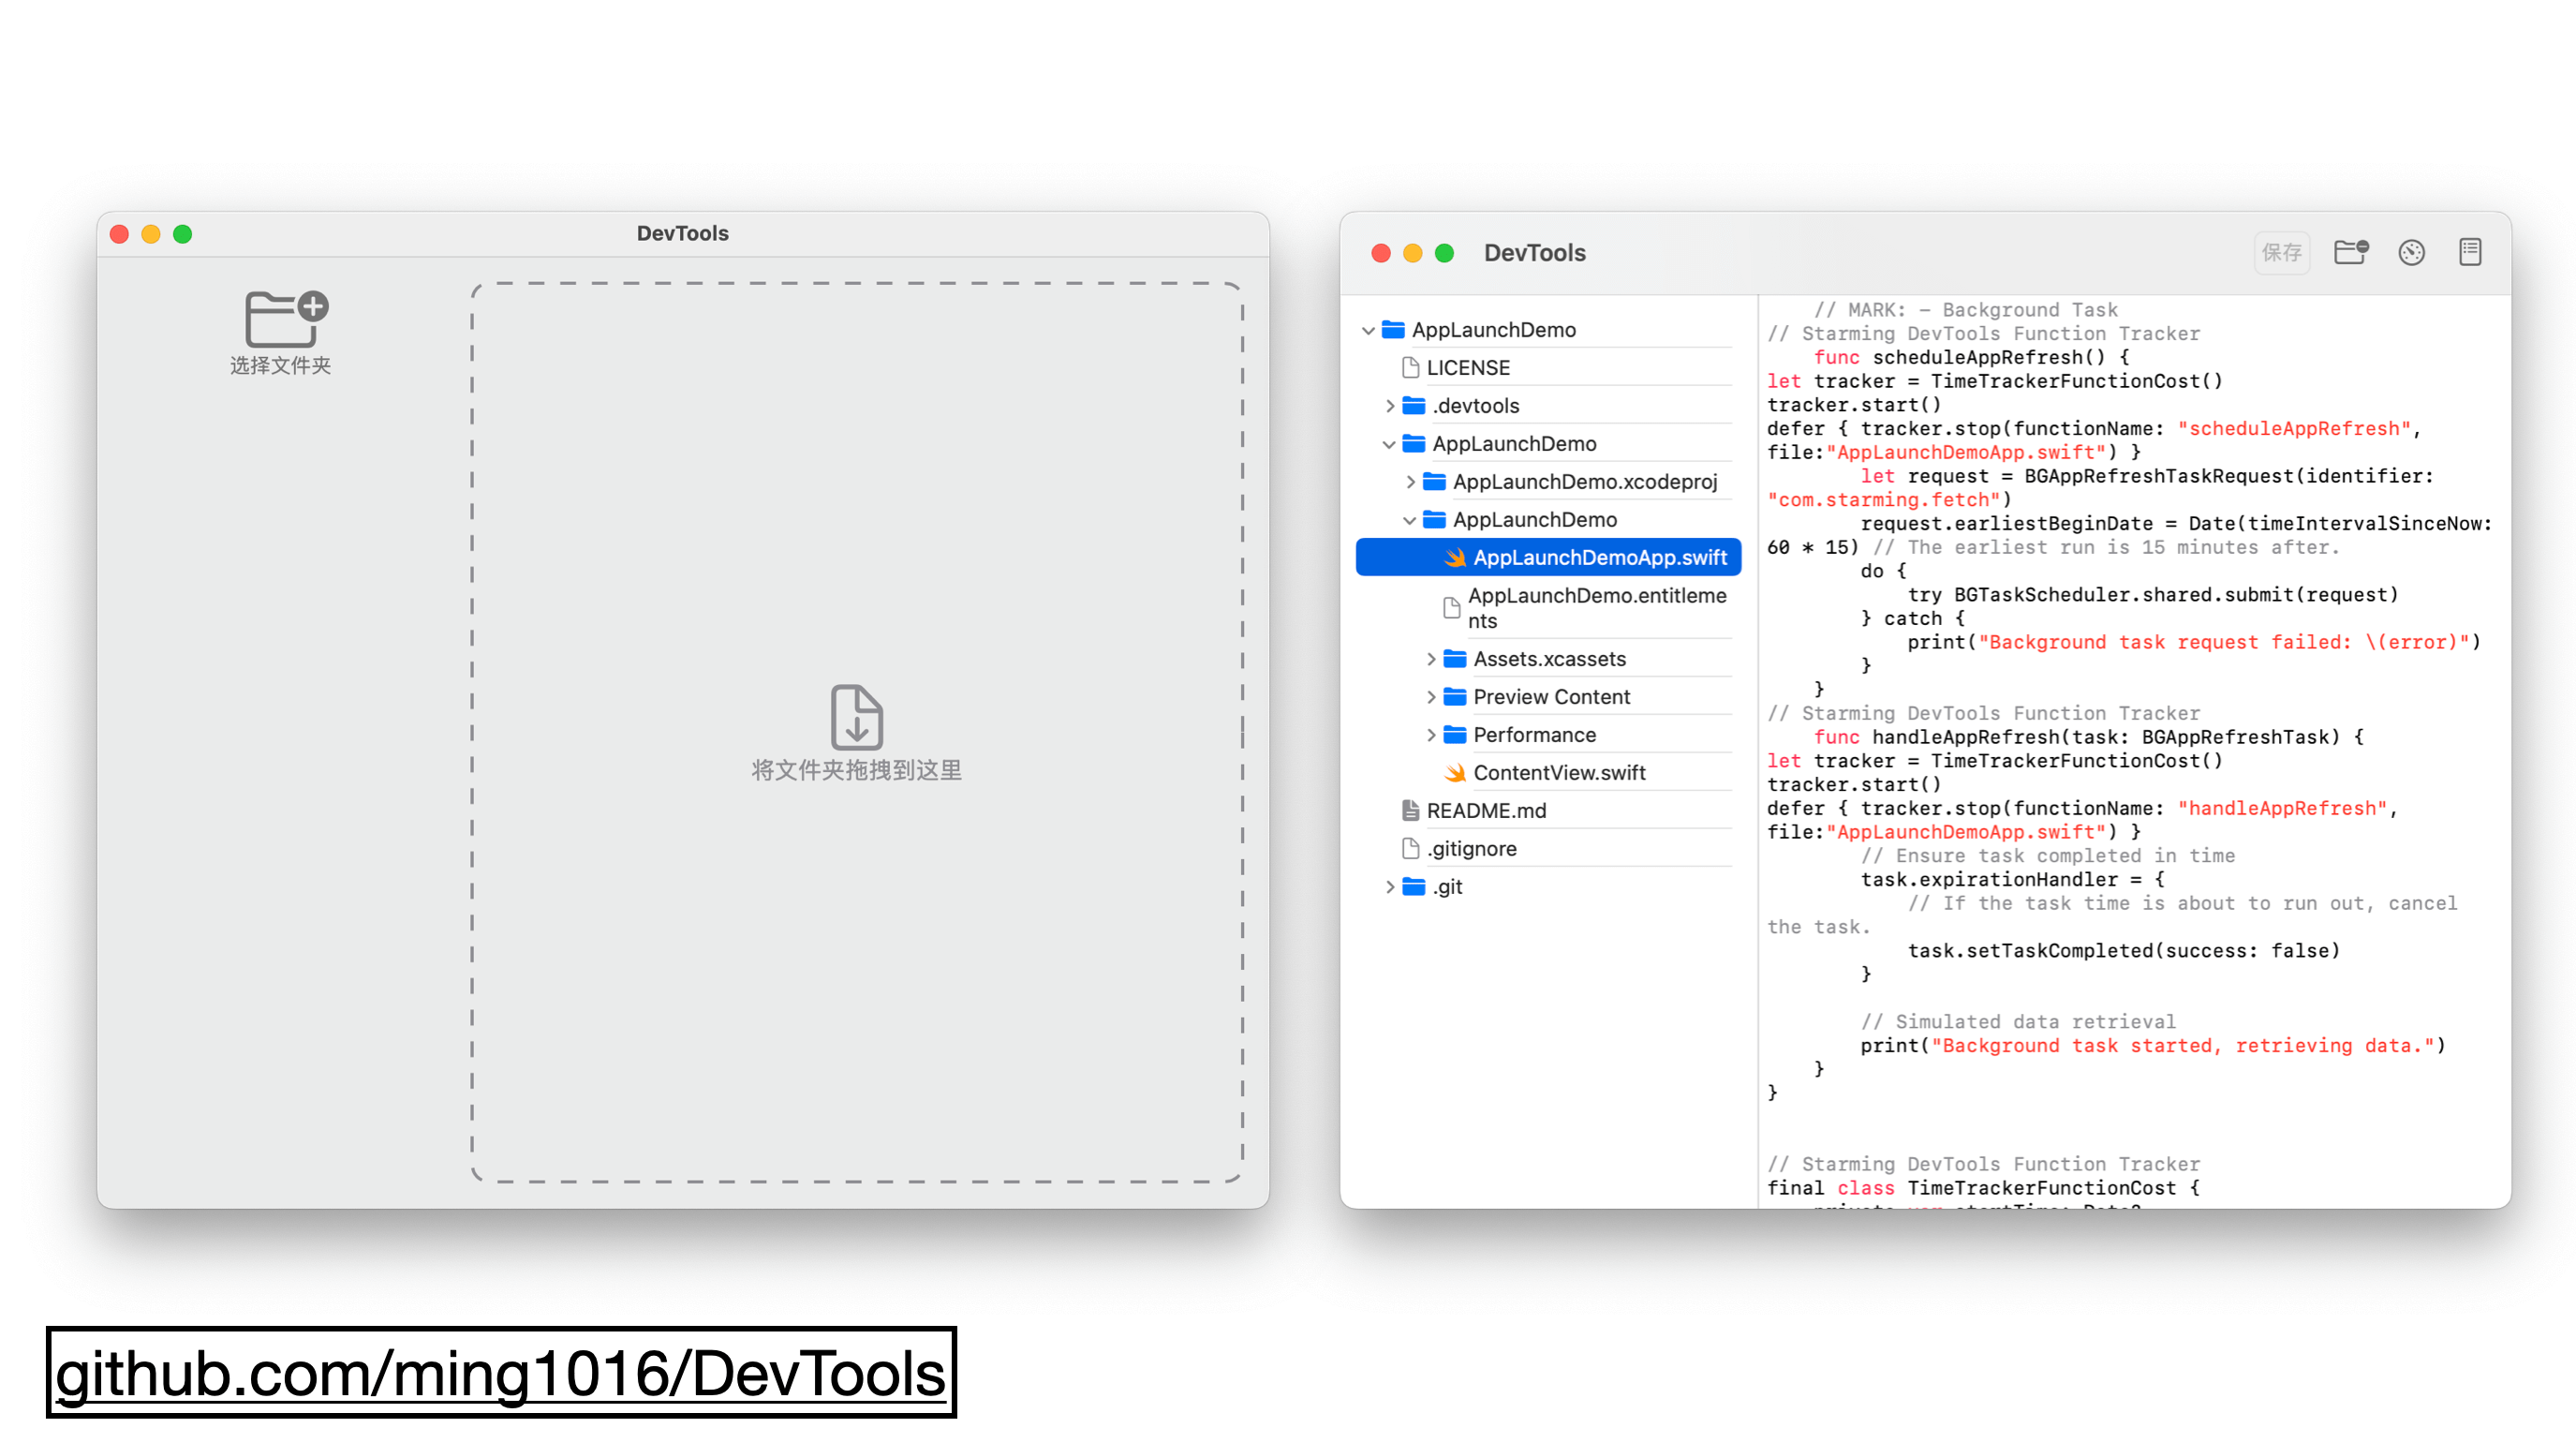 DevTools
选择文件夹
将文件夹拖拽到这里
DevTools
保存
AppLaunchDemo
LICENSE
.devtools
AppLaunchDemo
AppLaunchDemo.xcodeproj
AppLaunchDemo
AppLaunchDemoApp.swift
AppLaunchDemo.entitleme
nts
Assets.xcassets
Preview Content
Performance
ContentView.swift
README.md
.gitignore
.git
// MARK: - Background Task
// Starming DevTools Function Tracker
func scheduleAppRefresh() {
let tracker = TimeTrackerFunctionCost()
tracker.start()
defer { tracker.stop(functionName: "scheduleAppRefresh",
file:"AppLaunchDemoApp.swift") }
let request = BGAppRefreshTaskRequest(identifier:
"com.starming.fetch")
request.earliestBeginDate = Date(timeIntervalSinceNow:
60 * 15) // The earliest run is 15 minutes after.
do {
try BGTaskScheduler.shared.submit(request)
} catch {
print("Background task request failed: \(error)")
}
}
// Starming DevTools Function Tracker
func handleAppRefresh(task: BGAppRefreshTask) {
let tracker = TimeTrackerFunctionCost()
tracker.start()
defer { tracker.stop(functionName: "handleAppRefresh",
file:"AppLaunchDemoApp.swift") }
// Ensure task completed in time
task.expirationHandler = {
// If the task time is about to run out, cancel
the task.
task.setTaskCompleted(success: false)
}
// Simulated data retrieval
print("Background task started, retrieving data.")
}
}
// Starming DevTools Function Tracker
final class TimeTrackerFunctionCost {
private var startTime: Date?
github.com/ming1016/DevTools